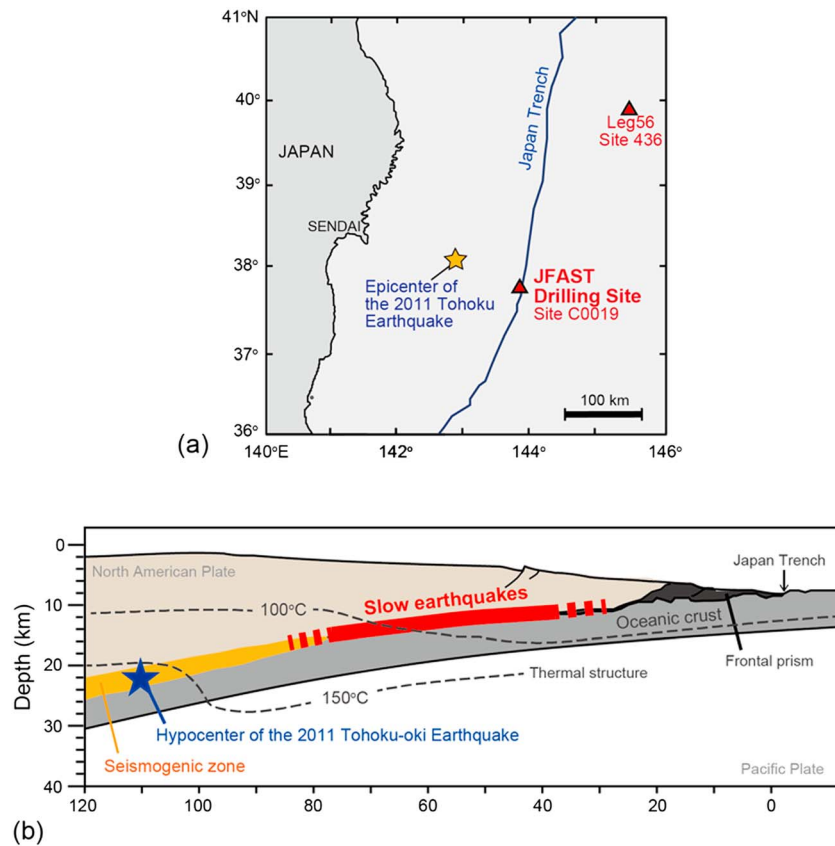 41°N
40°
39°
38°
37°
36°
140°E
142°
144°
146°
JAPAN
SENDAI
Japan Trench
Leg56
Site 436
Epicenter of
the 2011 Tohoku
Earthquake
JFAST
Drilling Site
Site C0019
100 km
(a)
0
10
20
30
40
Depth (km)
North American Plate
100°C
Slow earthquakes
Japan Trench
Oceanic crust
Frontal prism
150°C
Thermal structure
Hypocenter of the 2011 Tohoku-oki Earthquake
Seismogenic zone
Pacific Plate
120
100
80
60
40
20
0
(b)